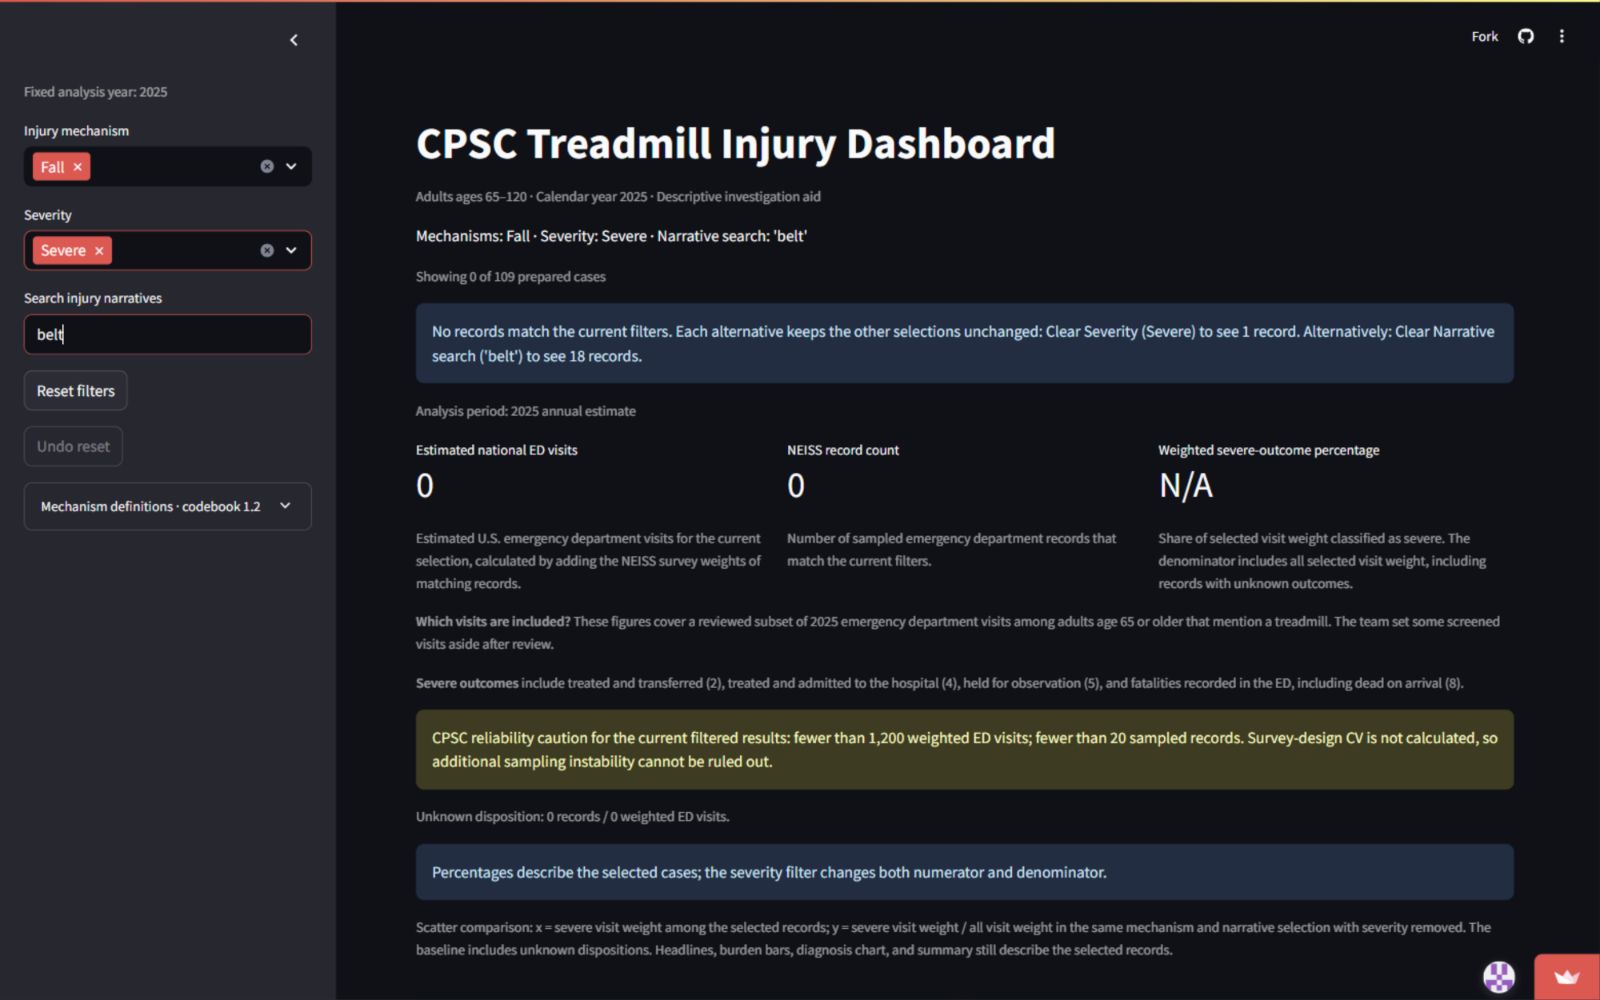 Fork
Fixed analysis year: 2025
Injury mechanism
Fall ×
Severity
Severe ×
Search injury narratives
belt
Reset filters
Undo reset
Mechanism definitions · codebook 1.2
CPSC Treadmill Injury Dashboard
Adults ages 65–120 · Calendar year 2025 · Descriptive investigation aid
Mechanisms: Fall · Severity: Severe · Narrative search: 'belt'
Showing 0 of 109 prepared cases
No records match the current filters. Each alternative keeps the other selections unchanged: Clear Severity (Severe) to see 1 record. Alternatively: Clear Narrative
search ('belt') to see 18 records.
Analysis period: 2025 annual estimate
Estimated national ED visits
0
Estimated U.S. emergency department visits for the current
selection, calculated by adding the NEISS survey weights of
matching records.
NEISS record count
0
Number of sampled emergency department records that
match the current filters.
Weighted severe-outcome percentage
N/A
Share of selected visit weight classified as severe. The
denominator includes all selected visit weight, including
records with unknown outcomes.
Which visits are included? These figures cover a reviewed subset of 2025 emergency department visits among adults age 65 or older that mention a treadmill. The team set some screened
visits aside after review.
Severe outcomes include treated and transferred (2), treated and admitted to the hospital (4), held for observation (5), and fatalities recorded in the ED, including dead on arrival (8).
CPSC reliability caution for the current filtered results: fewer than 1,200 weighted ED visits; fewer than 20 sampled records. Survey-design CV is not calculated, so
additional sampling instability cannot be ruled out.
Unknown disposition: 0 records / 0 weighted ED visits.
Percentages describe the selected cases; the severity filter changes both numerator and denominator.
Scatter comparison: x = severe visit weight among the selected records; y = severe visit weight / all visit weight in the same mechanism and narrative selection with severity removed. The
baseline includes unknown dispositions. Headlines, burden bars, diagnosis chart, and summary still describe the selected records.